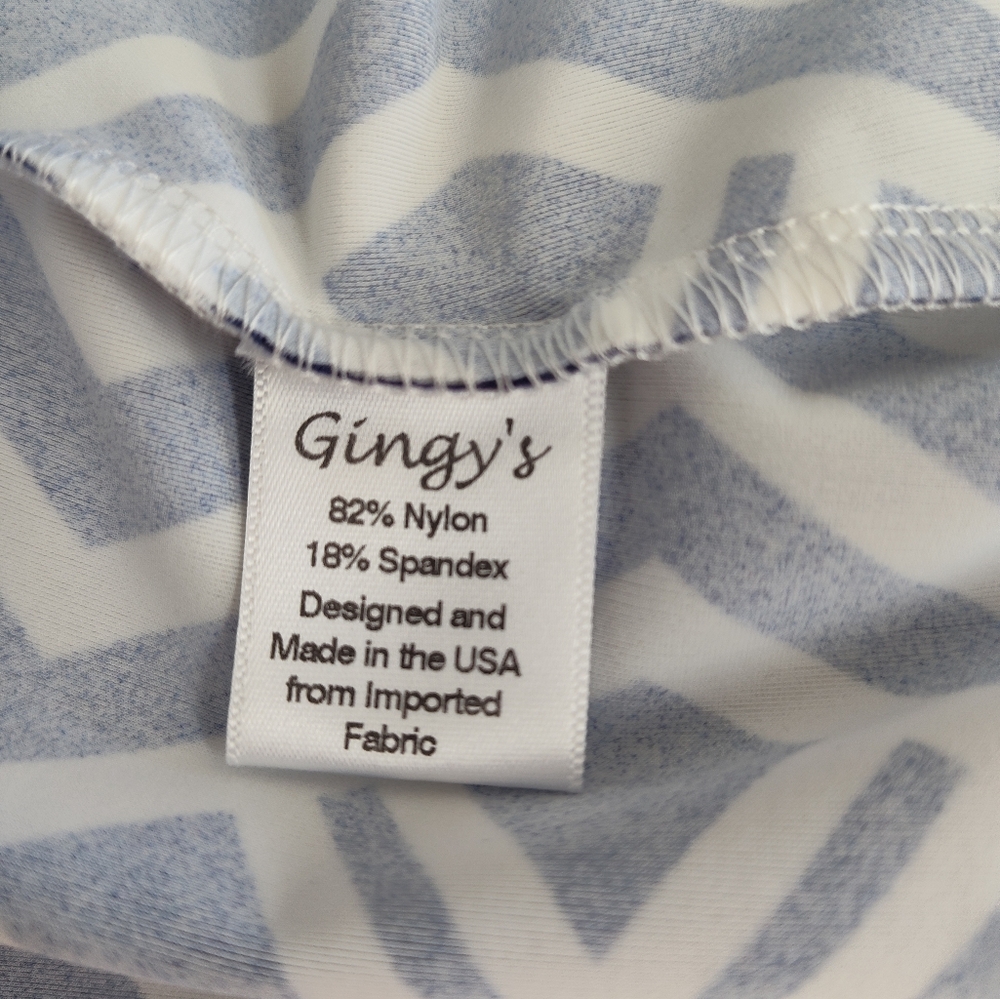 Gingy's
82% Nylon
18% Spandex
Designed and
Made in the USA
from Imported
Fabric